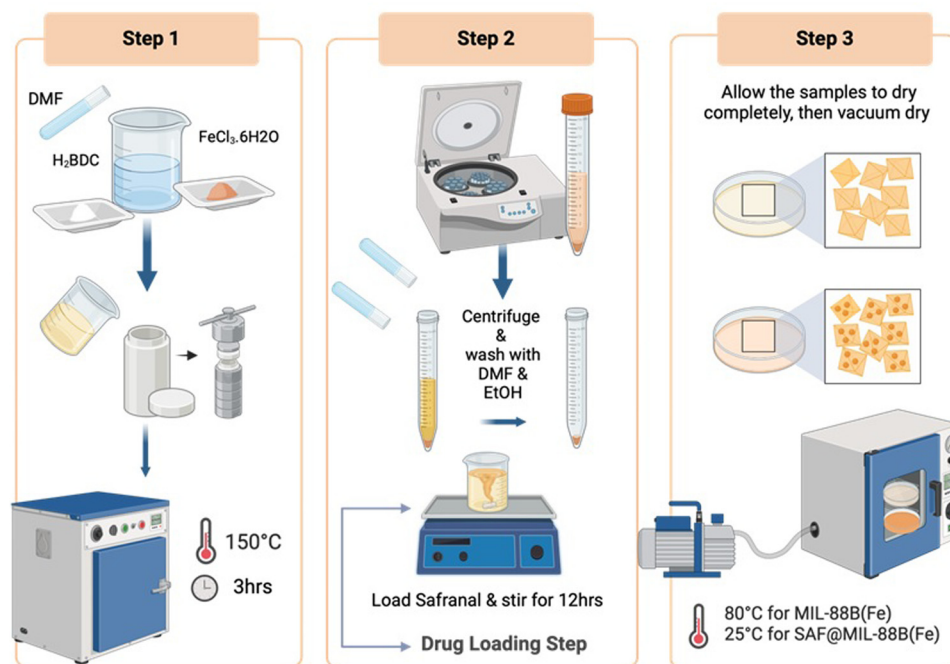 Step 1
DMF
FeCl₃.6H2O
H₂BDC
150°C
3hrs
Step 2
Centrifuge
&
wash with
DMF &
EtOH
Load Safranal & stir for 12hrs
Drug Loading Step
Step 3
Allow the samples to dry
completely, then vacuum dry
80°C for MIL-88B(Fe)
25°C for SAF@MIL-88B(Fe)